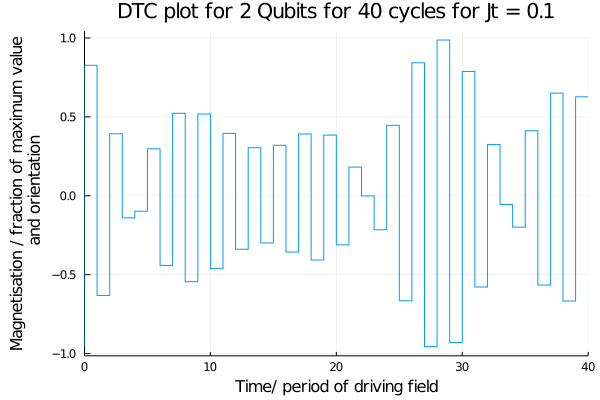 DTC plot for 2 Qubits for 40 cycles for Jt = 0.1
Magnetisation / fraction of maximum value
and orientation
1.0
0.5
0.0
−0.5
−1.0
0
10
20
30
40
Time/ period of driving field